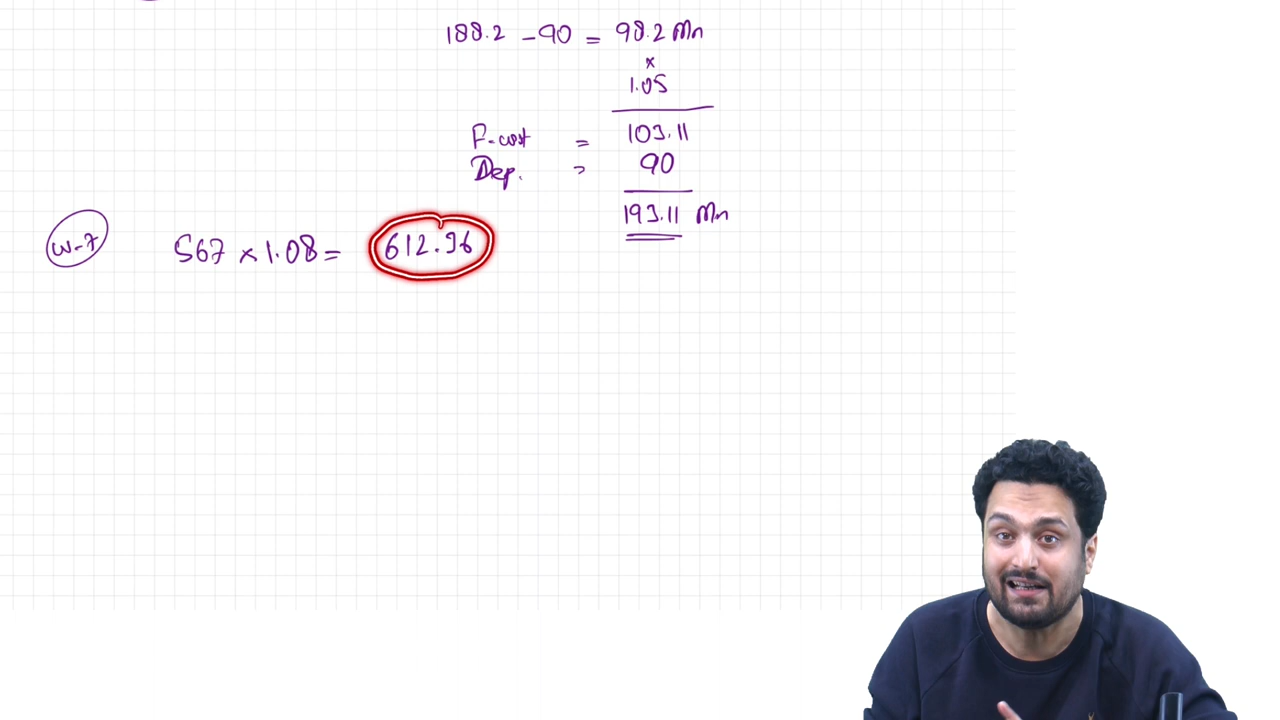 188.2 - 90 = 98.2 Mn
×
1.05
F-cost = 103.11
Dep. = 90
193.11 Mn
W-7 567 × 1.08 = 612.36